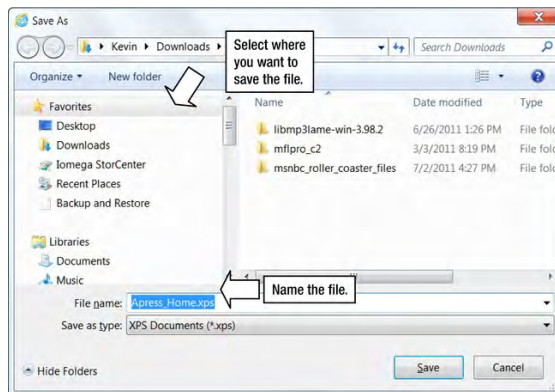 Save As
Kevin Downloads
Search Downloads
Select where
you want to
save the file.
Organize
New folder
Name
Date modified
Type
Favorites
Desktop
Downloads
Iomega StorCenter
Recent Places
Backup and Restore
Libraries
Documents
Music
libmp3lame-win-3.98.2 6/26/2011 1:26 PM File fol
mflpro_c2 3/3/2011 8:19 PM File fol
msnbc_roller_coaster_files 7/2/2011 4:27 PM File fol
Name the file.
File name: Apress_Home.xps
Save as type: XPS Documents (*.xps)
Hide Folders
Save
Cancel